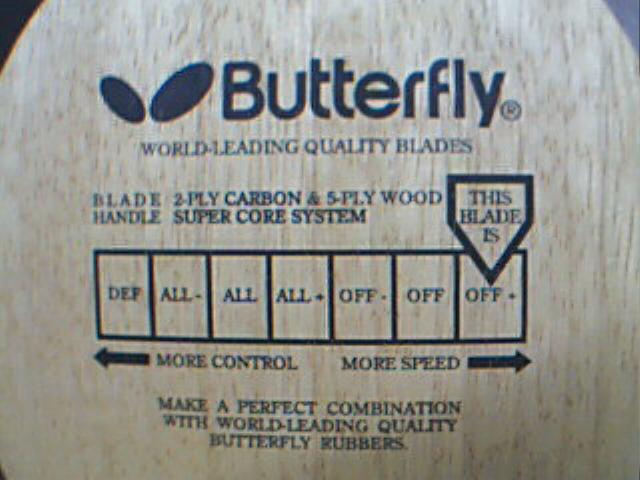 Butterfly®
WORLD-LEADING QUALITY BLADES
BLADE 2-PLY CARBON & 5-PLY WOOD
HANDLE SUPER CORE SYSTEM
THIS
BLADE
IS
DEF ALL- ALL ALL+ OFF- OFF OFF+
MORE CONTROL MORE SPEED
MAKE A PERFECT COMBINATION
WITH WORLD-LEADING QUALITY
BUTTERFLY RUBBERS.